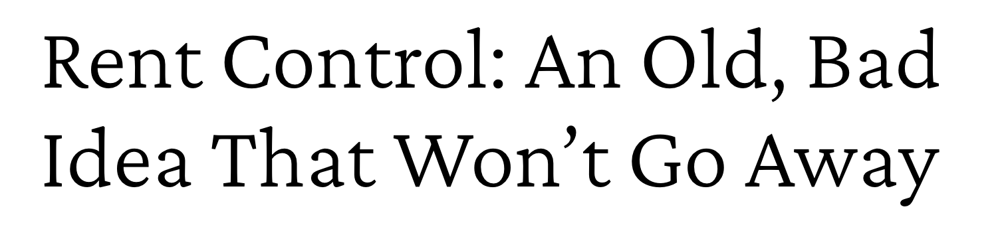 Rent Control: An Old, Bad
Idea That Won’t Go Away